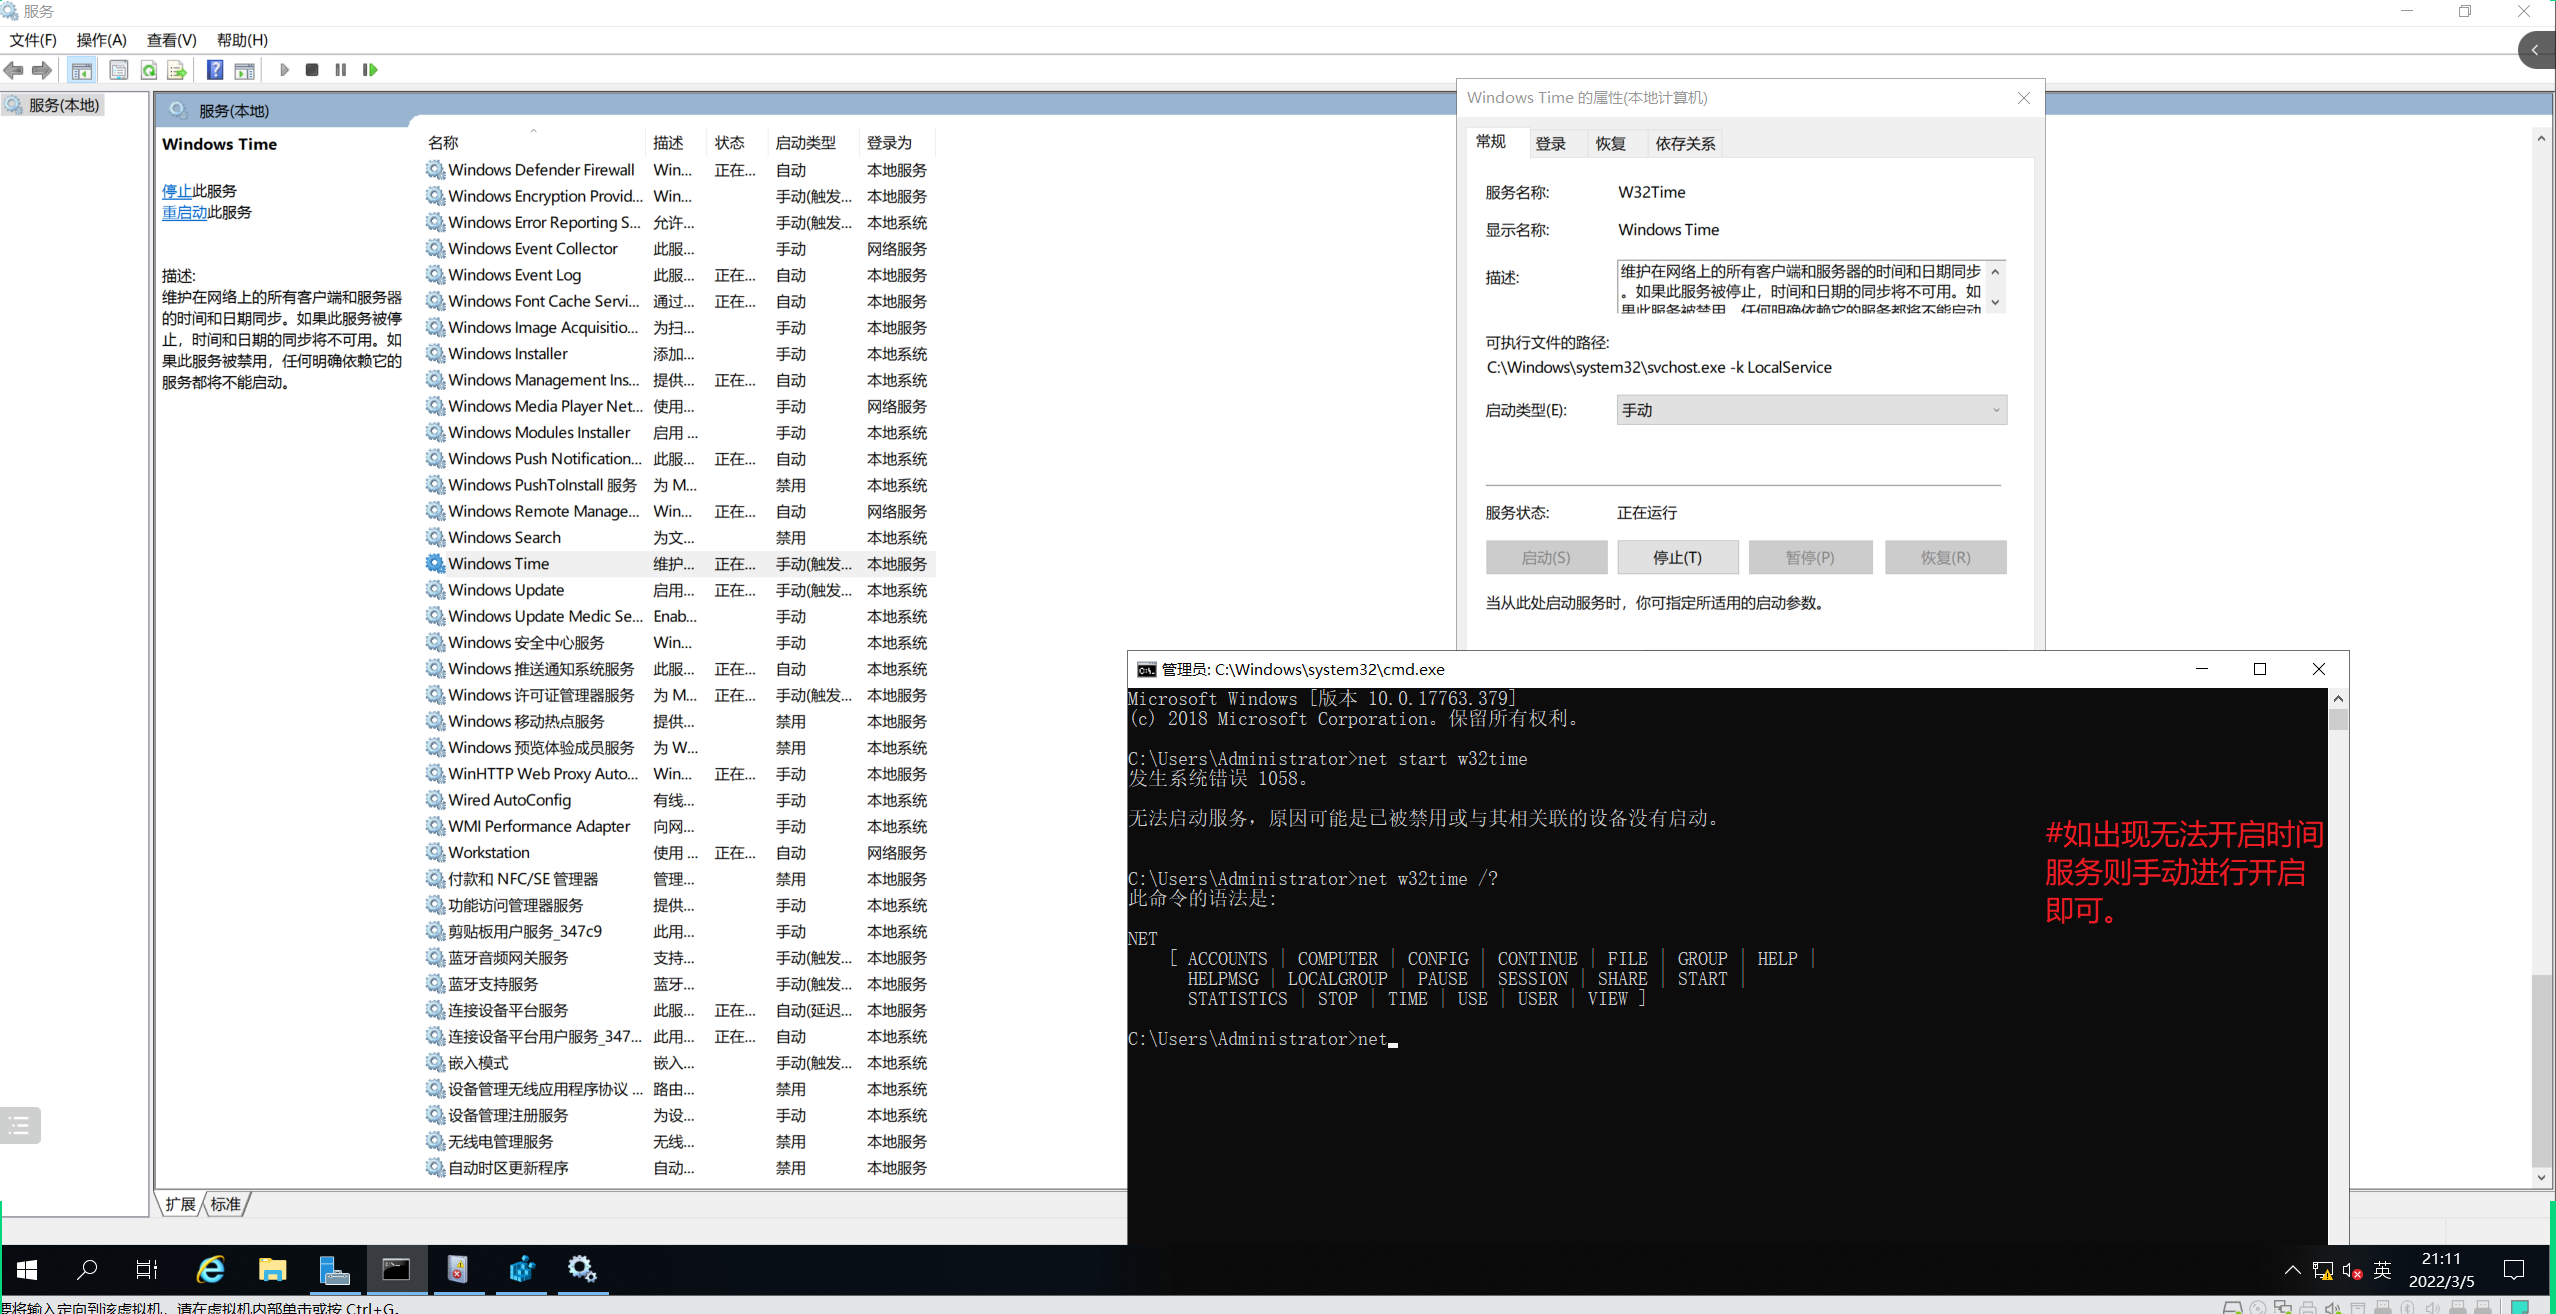 服务
文件(F) 操作(A) 查看(V) 帮助(H)
服务(本地)
服务(本地)
Windows Time
停止此服务
重启动此服务
描述:
维护在网络上的所有客户端和服务器
的时间和日期同步。如果此服务被停
止，时间和日期的同步将不可用。如
果此服务被禁用，任何明确依赖它的
服务都将不能启动。
名称 描述 状态 启动类型 登录为
Windows Defender Firewall Win... 正在... 自动 本地服务
Windows Encryption Provid... Win... 手动(触发... 本地服务
Windows Error Reporting S... 允许... 手动(触发... 本地系统
Windows Event Collector 此服... 手动 网络服务
Windows Event Log 此服... 正在... 自动 本地服务
Windows Font Cache Servi... 通过... 正在... 自动 本地服务
Windows Image Acquisitio... 为扫... 手动 本地服务
Windows Installer 添加... 手动 本地系统
Windows Management Ins... 提供... 正在... 自动 本地系统
Windows Media Player Net... 使用... 手动 网络服务
Windows Modules Installer 启用 ... 手动 本地系统
Windows Push Notification... 此服... 正在... 自动 本地系统
Windows PushToInstall 服务 为 M... 禁用 本地系统
Windows Remote Manage... Win... 正在... 自动 网络服务
Windows Search 为文... 禁用 本地系统
Windows Time 维护... 正在... 手动(触发... 本地服务
Windows Update 启用... 正在... 手动(触发... 本地系统
Windows Update Medic Se... Enab... 手动 本地系统
Windows 安全中心服务 Win... 手动 本地系统
Windows 推送通知系统服务 此服... 正在... 自动 本地系统
Windows 许可证管理器服务 为 M... 正在... 手动(触发... 本地服务
Windows 移动热点服务 提供... 禁用 本地服务
Windows 预览体验成员服务 为 W... 禁用 本地系统
WinHTTP Web Proxy Auto... Win... 正在... 手动 本地服务
Wired AutoConfig 有线... 手动 本地系统
WMI Performance Adapter 向网... 手动 本地系统
Workstation 使用 ... 正在... 自动 网络服务
付款和 NFC/SE 管理器 管理... 禁用 本地服务
功能访问管理器服务 提供... 手动 本地系统
剪贴板用户服务_347c9 此用... 手动 本地系统
蓝牙音频网关服务 支持... 手动(触发... 本地服务
蓝牙支持服务 蓝牙... 手动(触发... 本地服务
连接设备平台服务 此服... 正在... 自动(延迟... 本地服务
连接设备平台用户服务_347... 此用... 正在... 自动 本地系统
嵌入模式 嵌入... 手动(触发... 本地系统
设备管理无线应用程序协议 ... 路由... 禁用 本地系统
设备管理注册服务 为设... 手动 本地系统
无线电管理服务 无线... 禁用 本地服务
自动时区更新程序 自动... 禁用 本地服务
扩展 标准
Windows Time 的属性(本地计算机)
常规 登录 恢复 依存关系
服务名称: W32Time
显示名称: Windows Time
描述: 维护在网络上的所有客户端和服务器的时间和日期同步
。如果此服务被停止，时间和日期的同步将不可用。如
果此服务被禁用，任何明确依赖它的服务都将不能启动
可执行文件的路径:
C:\Windows\system32\svchost.exe -k LocalService
启动类型(E): 手动
服务状态: 正在运行
启动(S) 停止(T) 暂停(P) 恢复(R)
当从此处启动服务时，你可指定所适用的启动参数。
管理员: C:\Windows\system32\cmd.exe
Microsoft Windows [版本 10.0.17763.379]
(c) 2018 Microsoft Corporation。保留所有权利。
C:\Users\Administrator>net start w32time
发生系统错误 1058。
无法启动服务，原因可能是已被禁用或与其相关联的设备没有启动。
C:\Users\Administrator>net w32time /?
此命令的语法是:
NET
[ ACCOUNTS | COMPUTER | CONFIG | CONTINUE | FILE | GROUP | HELP |
HELPMSG | LOCALGROUP | PAUSE | SESSION | SHARE | START |
STATISTICS | STOP | TIME | USE | USER | VIEW ]
C:\Users\Administrator>net
#如出现无法开启时间
服务则手动进行开启
即可。
英
21:11
2022/3/5
要将输入定向到该虚拟机，请在虚拟机内部单击或按 Ctrl+G。